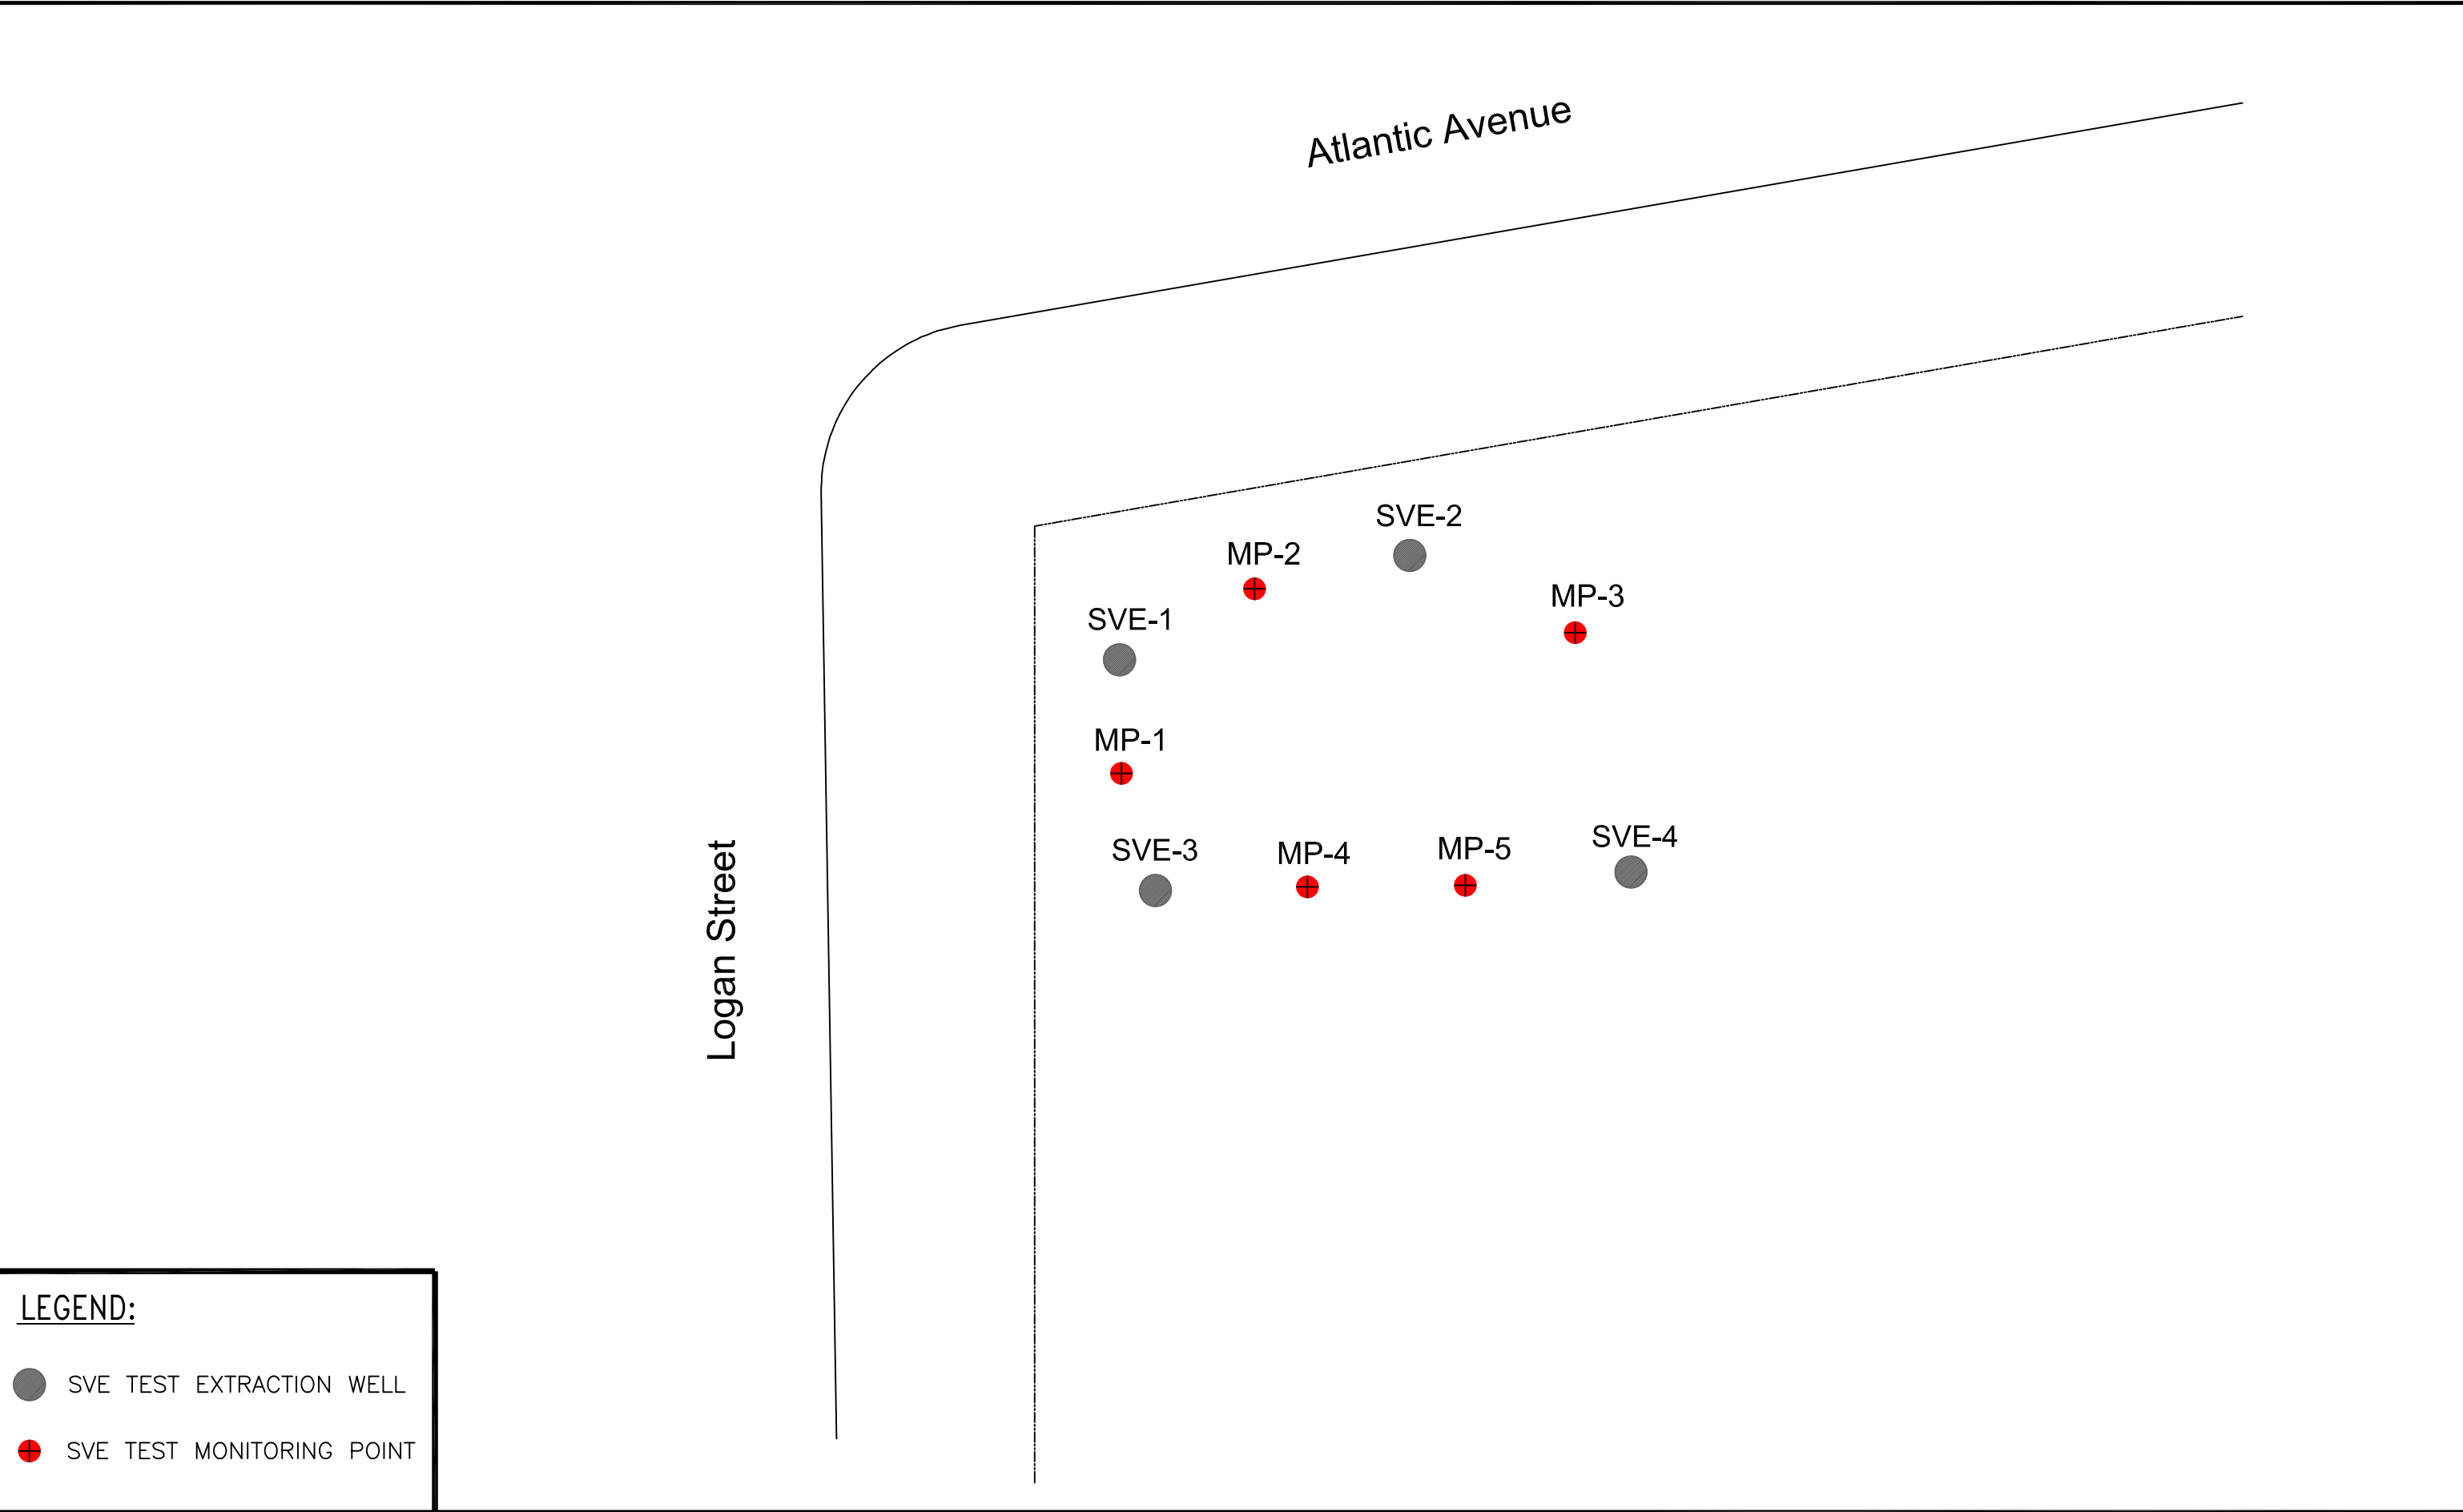 Atlantic Avenue
SVE-2
MP-2
MP-3
SVE-1
MP-1
SVE-3
MP-4
MP-5
SVE-4
Logan Street
LEGEND:
SVE TEST EXTRACTION WELL
SVE TEST MONITORING POINT